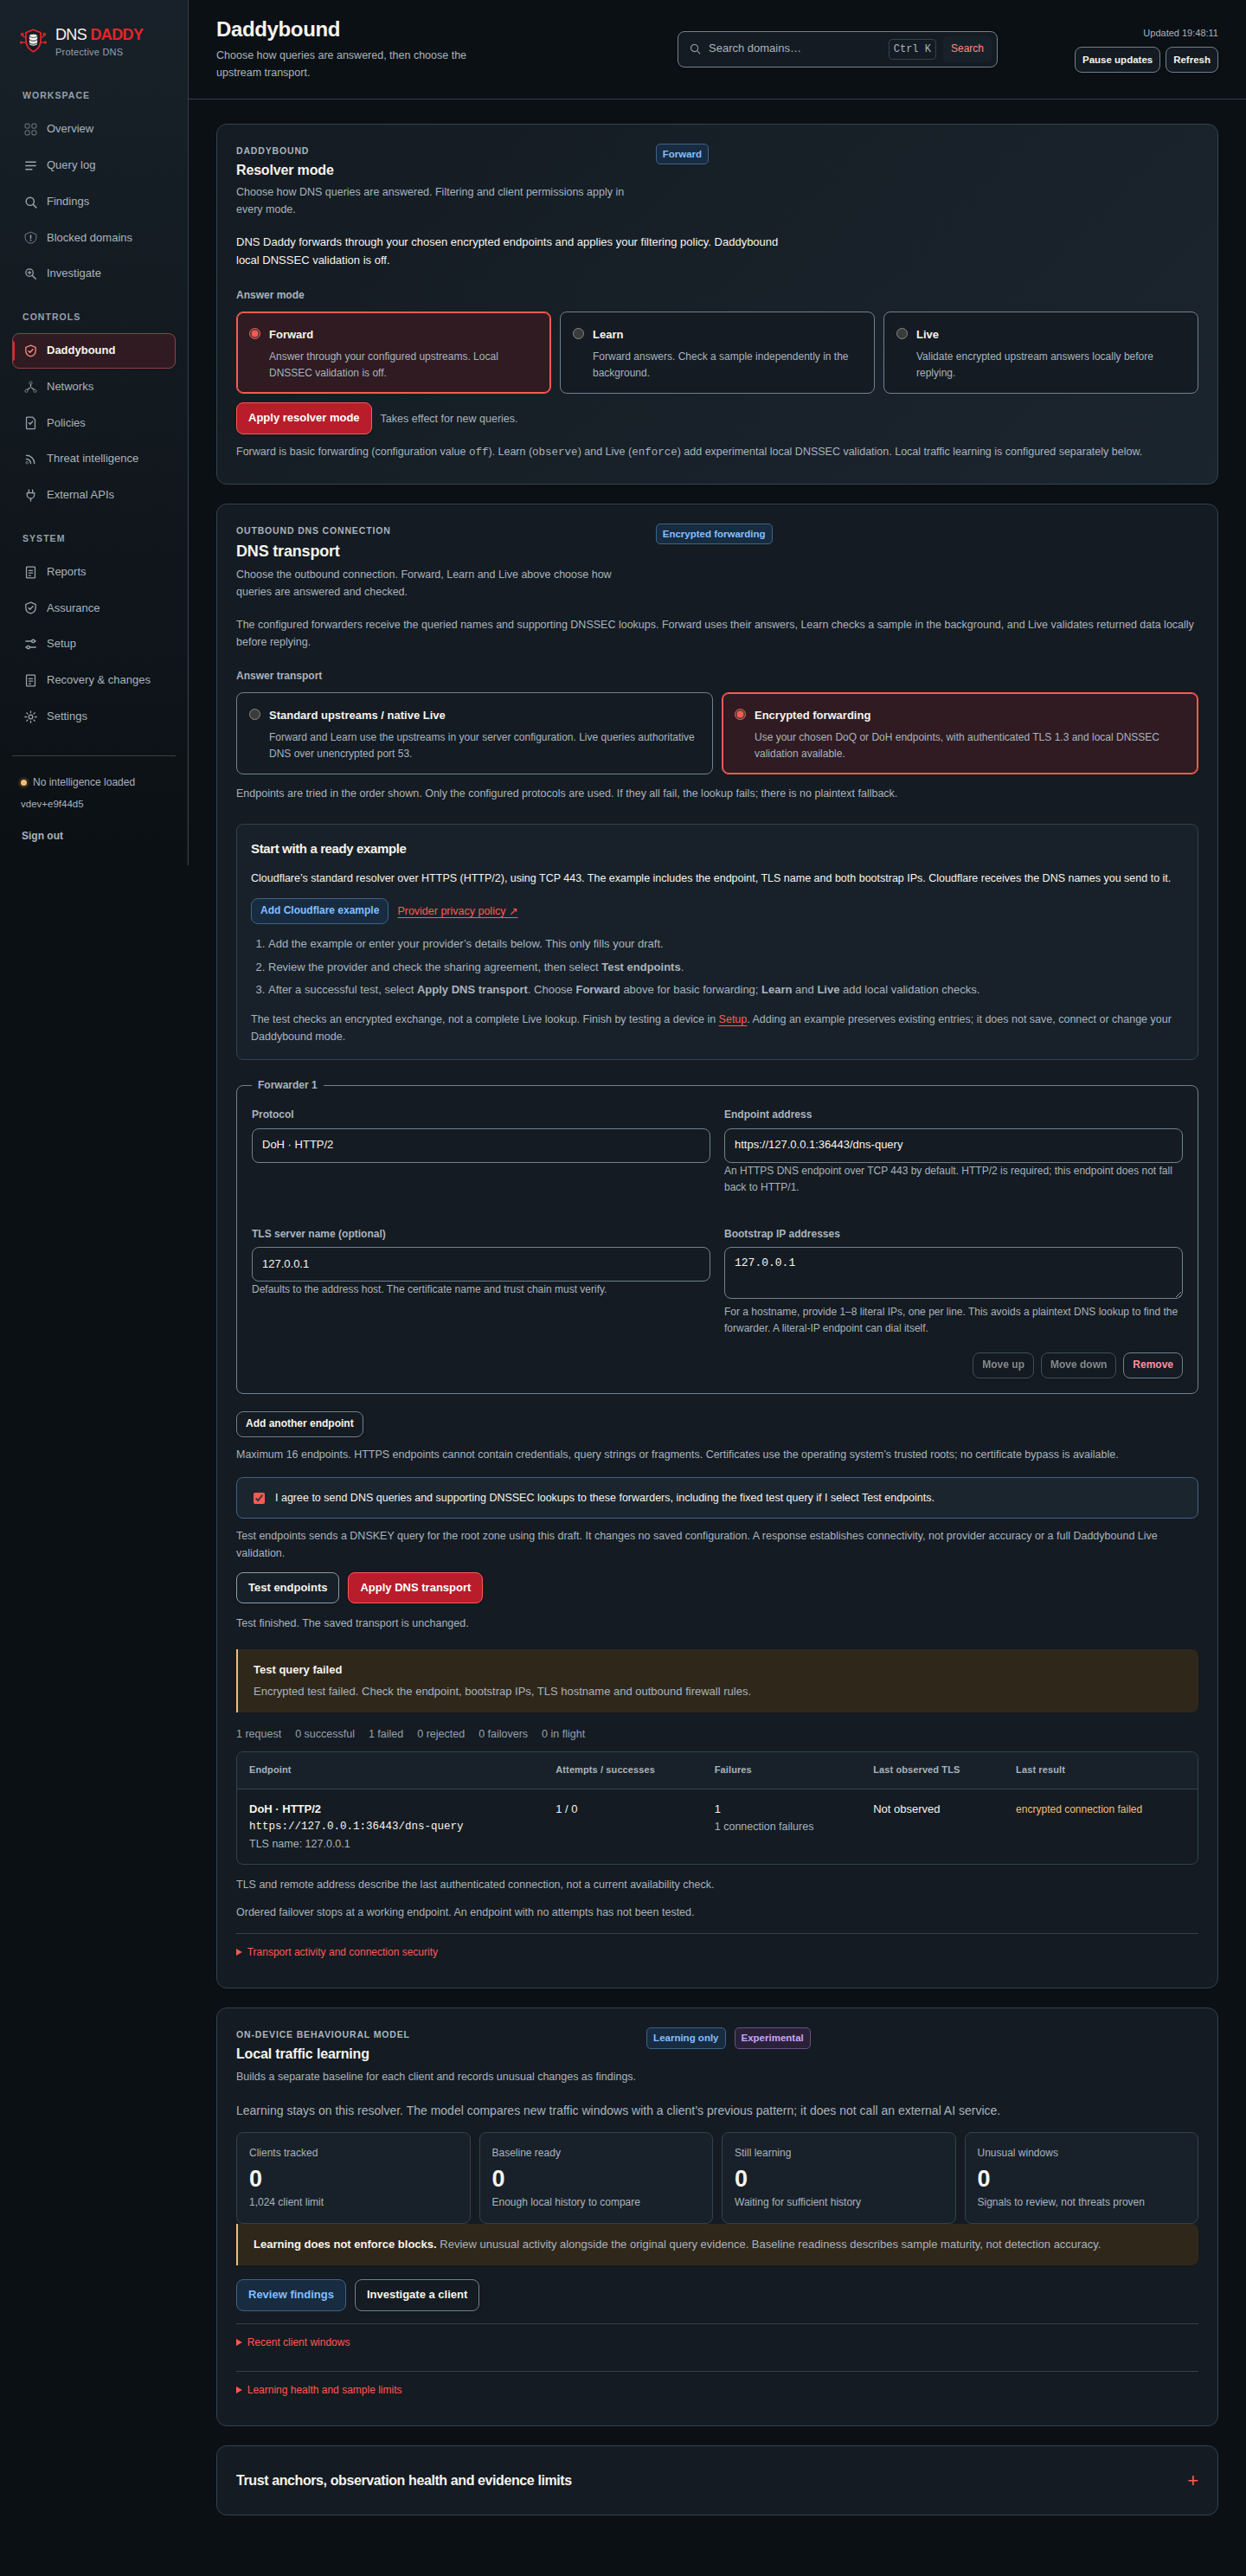 DNS DADDY
Protective DNS
WORKSPACE
Overview
Query log
Findings
Blocked domains
Investigate
CONTROLS
Daddybound
Networks
Policies
Threat intelligence
External APIs
SYSTEM
Reports
Assurance
Setup
Recovery & changes
Settings
No intelligence loaded
vdev+e9f44d5
Sign out
Daddybound
Choose how queries are answered, then choose the
upstream transport.
Search domains…
Ctrl K
Search
Updated 19:48:11
Pause updates
Refresh
DADDYBOUND
Forward
Resolver mode
Choose how DNS queries are answered. Filtering and client permissions apply in
every mode.
DNS Daddy forwards through your chosen encrypted endpoints and applies your filtering policy. Daddybound
local DNSSEC validation is off.
Answer mode
Forward
Answer through your configured upstreams. Local
DNSSEC validation is off.
Learn
Forward answers. Check a sample independently in the
background.
Live
Validate encrypted upstream answers locally before
replying.
Apply resolver mode
Takes effect for new queries.
Forward is basic forwarding (configuration value off). Learn (observe) and Live (enforce) add experimental local DNSSEC validation. Local traffic learning is configured separately below.
OUTBOUND DNS CONNECTION
Encrypted forwarding
DNS transport
Choose the outbound connection. Forward, Learn and Live above choose how
queries are answered and checked.
The configured forwarders receive the queried names and supporting DNSSEC lookups. Forward uses their answers, Learn checks a sample in the background, and Live validates returned data locally
before replying.
Answer transport
Standard upstreams / native Live
Forward and Learn use the upstreams in your server configuration. Live queries authoritative
DNS over unencrypted port 53.
Encrypted forwarding
Use your chosen DoQ or DoH endpoints, with authenticated TLS 1.3 and local DNSSEC
validation available.
Endpoints are tried in the order shown. Only the configured protocols are used. If they all fail, the lookup fails; there is no plaintext fallback.
Start with a ready example
Cloudflare’s standard resolver over HTTPS (HTTP/2), using TCP 443. The example includes the endpoint, TLS name and both bootstrap IPs. Cloudflare receives the DNS names you send to it.
Add Cloudflare example
Provider privacy policy ↗
1. Add the example or enter your provider’s details below. This only fills your draft.
2. Review the provider and check the sharing agreement, then select Test endpoints.
3. After a successful test, select Apply DNS transport. Choose Forward above for basic forwarding; Learn and Live add local validation checks.
The test checks an encrypted exchange, not a complete Live lookup. Finish by testing a device in Setup. Adding an example preserves existing entries; it does not save, connect or change your
Daddybound mode.
Forwarder 1
Protocol
DoH · HTTP/2
Endpoint address
https://127.0.0.1:36443/dns-query
An HTTPS DNS endpoint over TCP 443 by default. HTTP/2 is required; this endpoint does not fall
back to HTTP/1.
TLS server name (optional)
127.0.0.1
Defaults to the address host. The certificate name and trust chain must verify.
Bootstrap IP addresses
127.0.0.1
For a hostname, provide 1–8 literal IPs, one per line. This avoids a plaintext DNS lookup to find the
forwarder. A literal-IP endpoint can dial itself.
Move up
Move down
Remove
Add another endpoint
Maximum 16 endpoints. HTTPS endpoints cannot contain credentials, query strings or fragments. Certificates use the operating system’s trusted roots; no certificate bypass is available.
I agree to send DNS queries and supporting DNSSEC lookups to these forwarders, including the fixed test query if I select Test endpoints.
Test endpoints sends a DNSKEY query for the root zone using this draft. It changes no saved configuration. A response establishes connectivity, not provider accuracy or a full Daddybound Live
validation.
Test endpoints
Apply DNS transport
Test finished. The saved transport is unchanged.
Test query failed
Encrypted test failed. Check the endpoint, bootstrap IPs, TLS hostname and outbound firewall rules.
1 request 0 successful 1 failed 0 rejected 0 failovers 0 in flight
Endpoint Attempts / successes Failures Last observed TLS Last result
DoH · HTTP/2 1 / 0 1 Not observed encrypted connection failed
https://127.0.0.1:36443/dns-query 1 connection failures
TLS name: 127.0.0.1
TLS and remote address describe the last authenticated connection, not a current availability check.
Ordered failover stops at a working endpoint. An endpoint with no attempts has not been tested.
Transport activity and connection security
ON-DEVICE BEHAVIOURAL MODEL
Learning only
Experimental
Local traffic learning
Builds a separate baseline for each client and records unusual changes as findings.
Learning stays on this resolver. The model compares new traffic windows with a client’s previous pattern; it does not call an external AI service.
Clients tracked
0
1,024 client limit
Baseline ready
0
Enough local history to compare
Still learning
0
Waiting for sufficient history
Unusual windows
0
Signals to review, not threats proven
Learning does not enforce blocks. Review unusual activity alongside the original query evidence. Baseline readiness describes sample maturity, not detection accuracy.
Review findings
Investigate a client
Recent client windows
Learning health and sample limits
Trust anchors, observation health and evidence limits
+